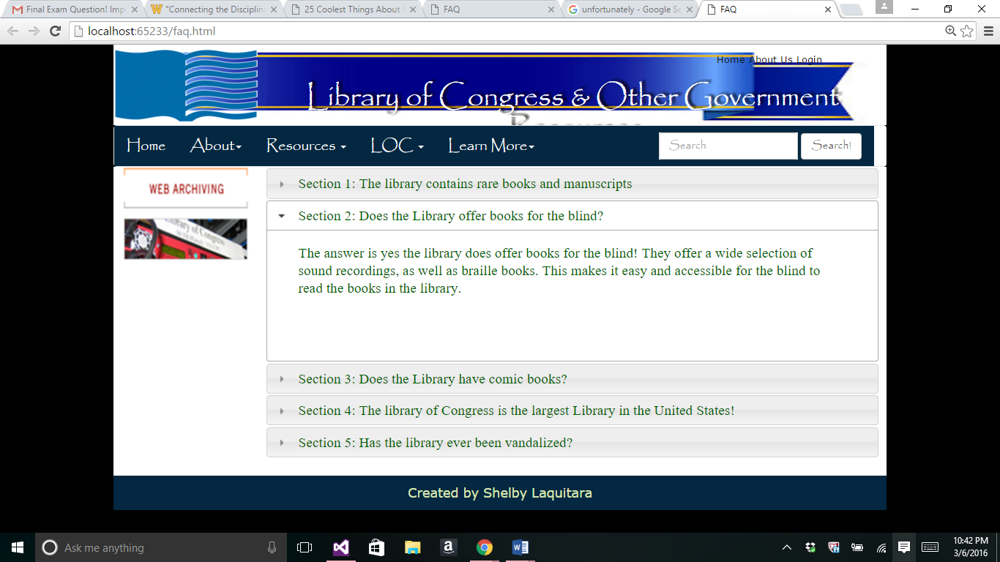 Final Exam Question! Imp
"Connecting the Disciplin
25 Coolest Things About
FAQ
unfortunately - Google Se
FAQ
localhost:65233/faq.html
Home About Us Login
Library of Congress & Other Government
Resources
Home
About
Resources
LOC
Learn More
Search
Search!
WEB ARCHIVING
Library of Congress
Section 1: The library contains rare books and manuscripts
Section 2: Does the Library offer books for the blind?
The answer is yes the library does offer books for the blind! They offer a wide selection of
sound recordings, as well as braille books. This makes it easy and accessible for the blind to
read the books in the library.
Section 3: Does the Library have comic books?
Section 4: The library of Congress is the largest Library in the United States!
Section 5: Has the library ever been vandalized?
Created by Shelby Laquitara
Ask me anything
10:42 PM
3/6/2016